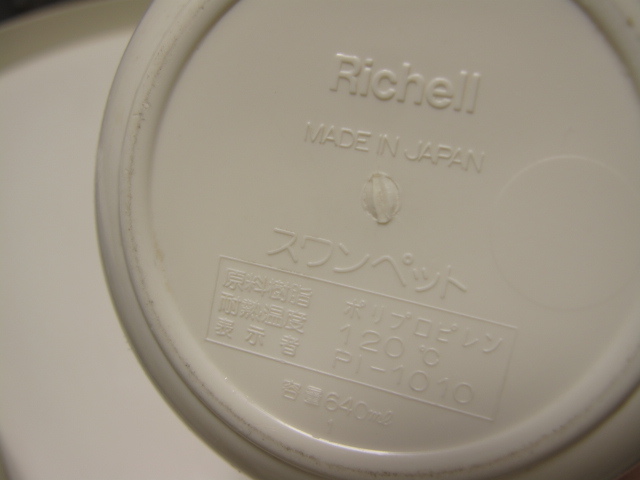 Richell
MADE IN JAPAN
スワンペット
原料樹脂 ポリプロピレン
耐熱温度 120℃
表示者 PI-1010
容量640㎖
1